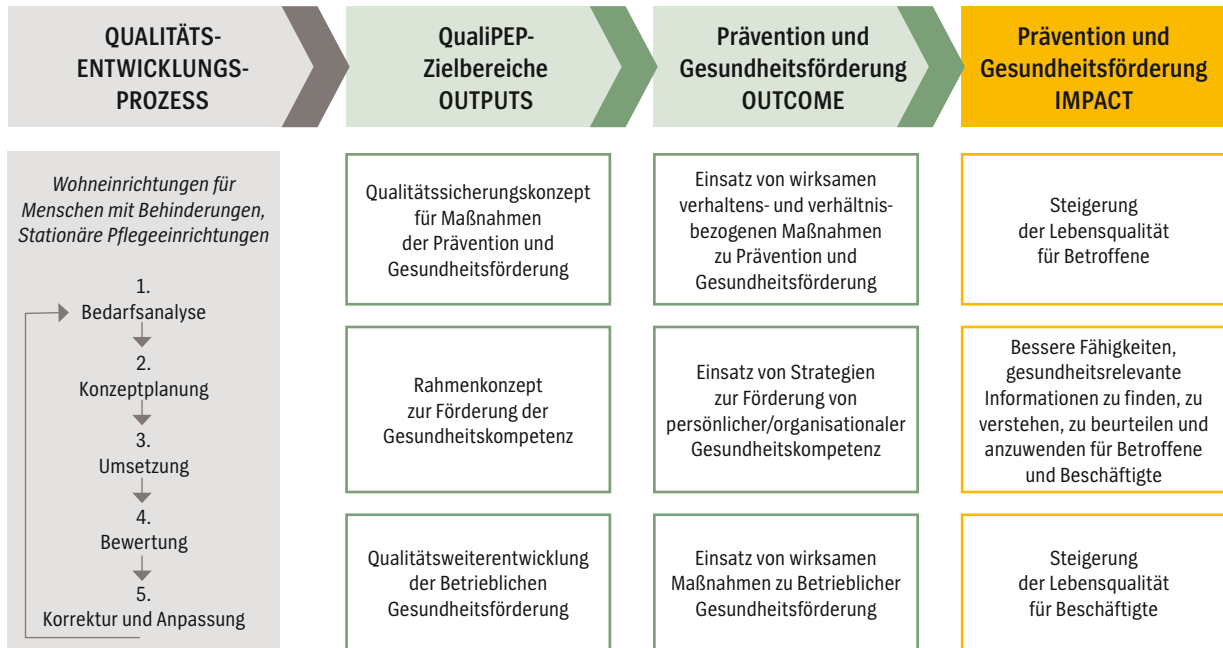 QUALITÄTS-
ENTWICKLUNGS-
PROZESS
QualiPEP-
Zielbereiche
OUTPUTS
Prävention und
Gesundheitsförderung
OUTCOME
Prävention und
Gesundheitsförderung
IMPACT
Wohneinrichtungen für
Menschen mit Behinderungen,
Stationäre Pflegeeinrichtungen
1.
Bedarfsanalyse
2.
Konzeptplanung
3.
Umsetzung
4.
Bewertung
5.
Korrektur und Anpassung
Qualitätssicherungskonzept
für Maßnahmen
der Prävention und
Gesundheitsförderung
Einsatz von wirksamen
verhaltens- und verhältnis-
bezogenen Maßnahmen
zu Prävention und
Gesundheitsförderung
Steigerung
der Lebensqualität
für Betroffene
Rahmenkonzept
zur Förderung der
Gesundheitskompetenz
Einsatz von Strategien
zur Förderung von
persönlicher/organisationaler
Gesundheitskompetenz
Bessere Fähigkeiten,
gesundheitsrelevante
Informationen zu finden, zu
verstehen, zu beurteilen und
anzuwenden für Betroffene
und Beschäftigte
Qualitätsweiterentwicklung
der Betrieblichen
Gesundheitsförderung
Einsatz von wirksamen
Maßnahmen zu Betrieblicher
Gesundheitsförderung
Steigerung
der Lebensqualität
für Beschäftigte